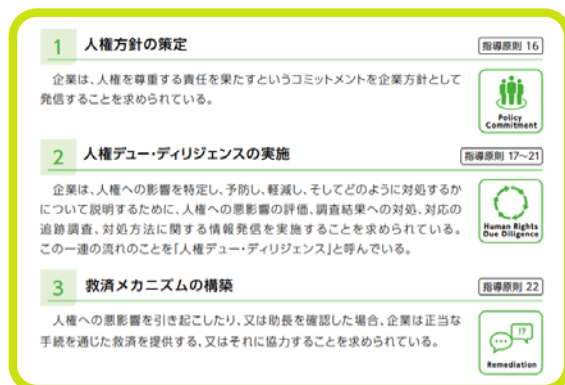 1 人権方針の策定 指導原則 16
企業は、人権を尊重する責任を果たすというコミットメントを企業方針として
発信することを求められている。
Policy
Commitment
2 人権デュー・ディリジェンスの実施 指導原則 17〜21
企業は、人権への影響を特定し、予防し、軽減し、そしてどのように対処するか
について説明するために、人権への悪影響の評価、調査結果への対処、対応の
追跡調査、対処方法に関する情報発信を実施することを求められている。
この一連の流れのことを「人権デュー・ディリジェンス」と呼んでいる。
Human Rights
Due Diligence
3 救済メカニズムの構築 指導原則 22
人権への悪影響を引き起こしたり、又は助長を確認した場合、企業は正当な
手続を通じた救済を提供する、又はそれに協力することを求められている。
!?
Remediation